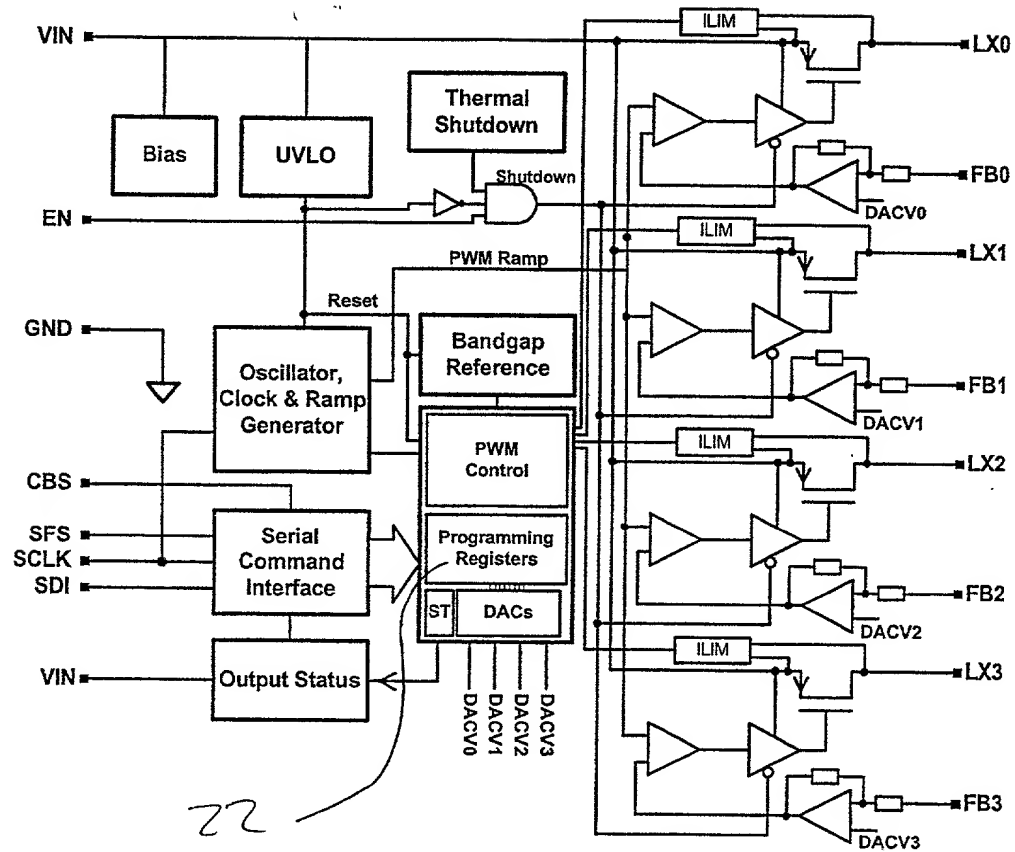 VIN
ILIM
LX0
Thermal
Shutdown
Bias
UVLO
Shutdown
FB0
DACV0
EN
ILIM
LX1
PWM Ramp
Reset
GND
Bandgap
Reference
Oscillator,
Clock & Ramp
Generator
FB1
DACV1
PWM
Control
ILIM
LX2
CBS
SFS
SCLK
SDI
Serial
Command
Interface
Programming
Registers
ST
DACs
FB2
DACV2
ILIM
LX3
VIN
Output Status
DACV0
DACV1
DACV2
DACV3
22
FB3
DACV3